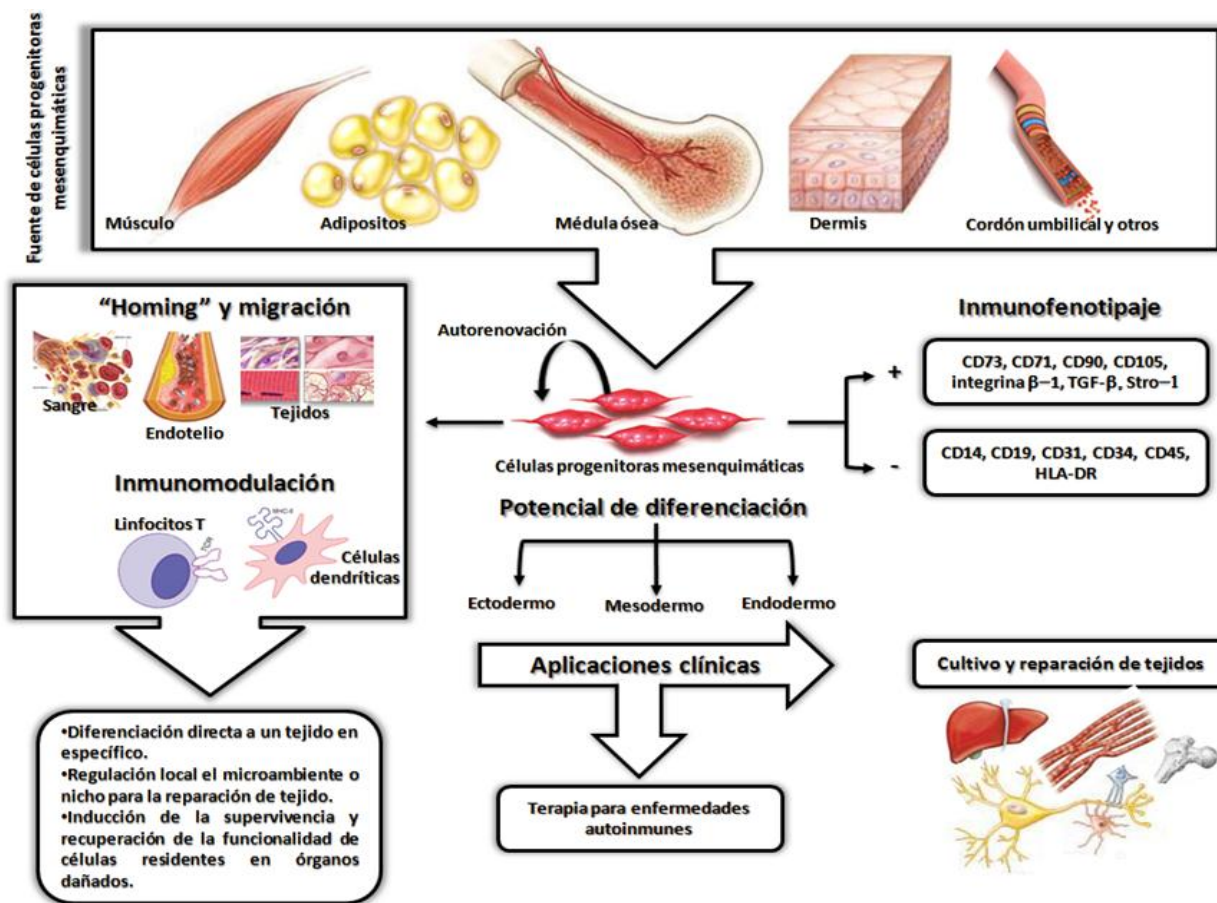 Fuente de células progenitoras
mesenquimáticas
Músculo
Adipositos
Médula ósea
Dermis
Cordón umbilical y otros
“Homing” y migración
Sangre
Endotelio
Tejidos
Inmunomodulación
Linfocitos T
TCR
MHC-II
Células
dendríticas
Autorenovación
Células progenitoras mesenquimáticas
Inmunofenotipaje
+
CD73, CD71, CD90, CD105,
integrina β–1, TGF-β, Stro–1
-
CD14, CD19, CD31, CD34, CD45,
HLA-DR
Potencial de diferenciación
Ectodermo
Mesodermo
Endodermo
Aplicaciones clínicas
Cultivo y reparación de tejidos
Terapia para enfermedades
autoinmunes
•Diferenciación directa a un tejido en
específico.
•Regulación local el microambiente o
nicho para la reparación de tejido.
•Inducción de la supervivencia y
recuperación de la funcionalidad de
células residentes en órganos
dañados.